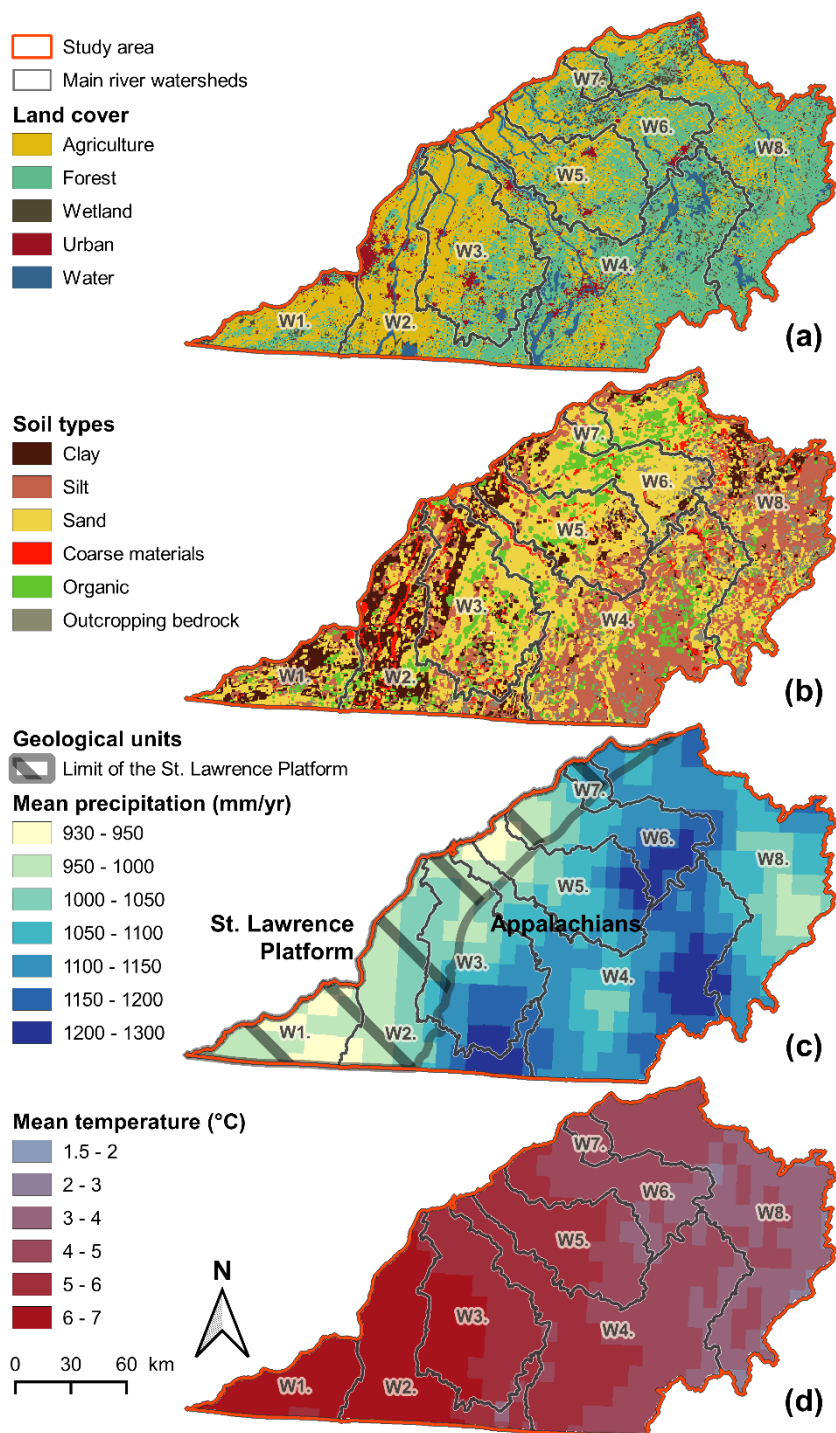 Study area
Main river watersheds
Land cover
Agriculture
Forest
Wetland
Urban
Water
W7.
W6.
W8.
W5.
W3.
W4.
W1.
W2.
(a)
Soil types
Clay
Silt
Sand
Coarse materials
Organic
Outcropping bedrock
W7.
W6.
W8.
W5.
W3.
W4.
W1.
W2.
(b)
Geological units
Limit of the St. Lawrence Platform
Mean precipitation (mm/yr)
930 - 950
950 - 1000
1000 - 1050
1050 - 1100
1100 - 1150
1150 - 1200
1200 - 1300
W7.
W6.
W8.
W5.
St. Lawrence
Platform
Appalachians
W3.
W4.
W1.
W2.
(c)
Mean temperature (°C)
1.5 - 2
2 - 3
3 - 4
4 - 5
5 - 6
6 - 7
W7.
W6.
W8.
W5.
W3.
W4.
W1.
W2.
N
0 30 60 km
(d)